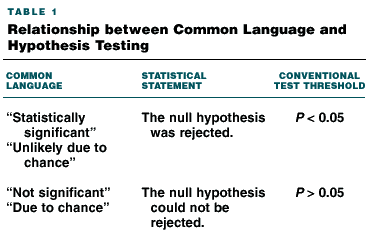 TABLE 1
Relationship between Common Language and
Hypothesis Testing
COMMON LANGUAGE
STATISTICAL STATEMENT
CONVENTIONAL TEST THRESHOLD
“Statistically
significant”
“Unlikely due to
chance”
The null hypothesis
was rejected.
P < 0.05
“Not significant”
“Due to chance”
The null hypothesis
could not be
rejected.
P > 0.05